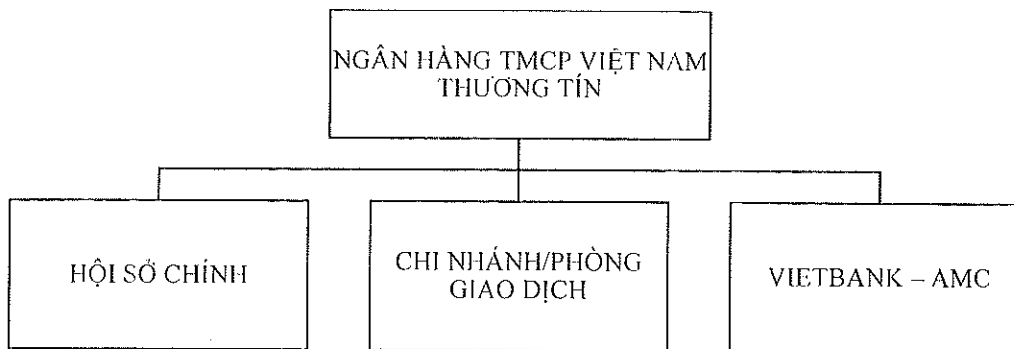 NGÂN HÀNG TMCP VIỆT NAM
THƯƠNG TÍN
HỘI SỞ CHÍNH
CHI NHÁNH/PHÒNG
GIAO DỊCH
VIETBANK – AMC